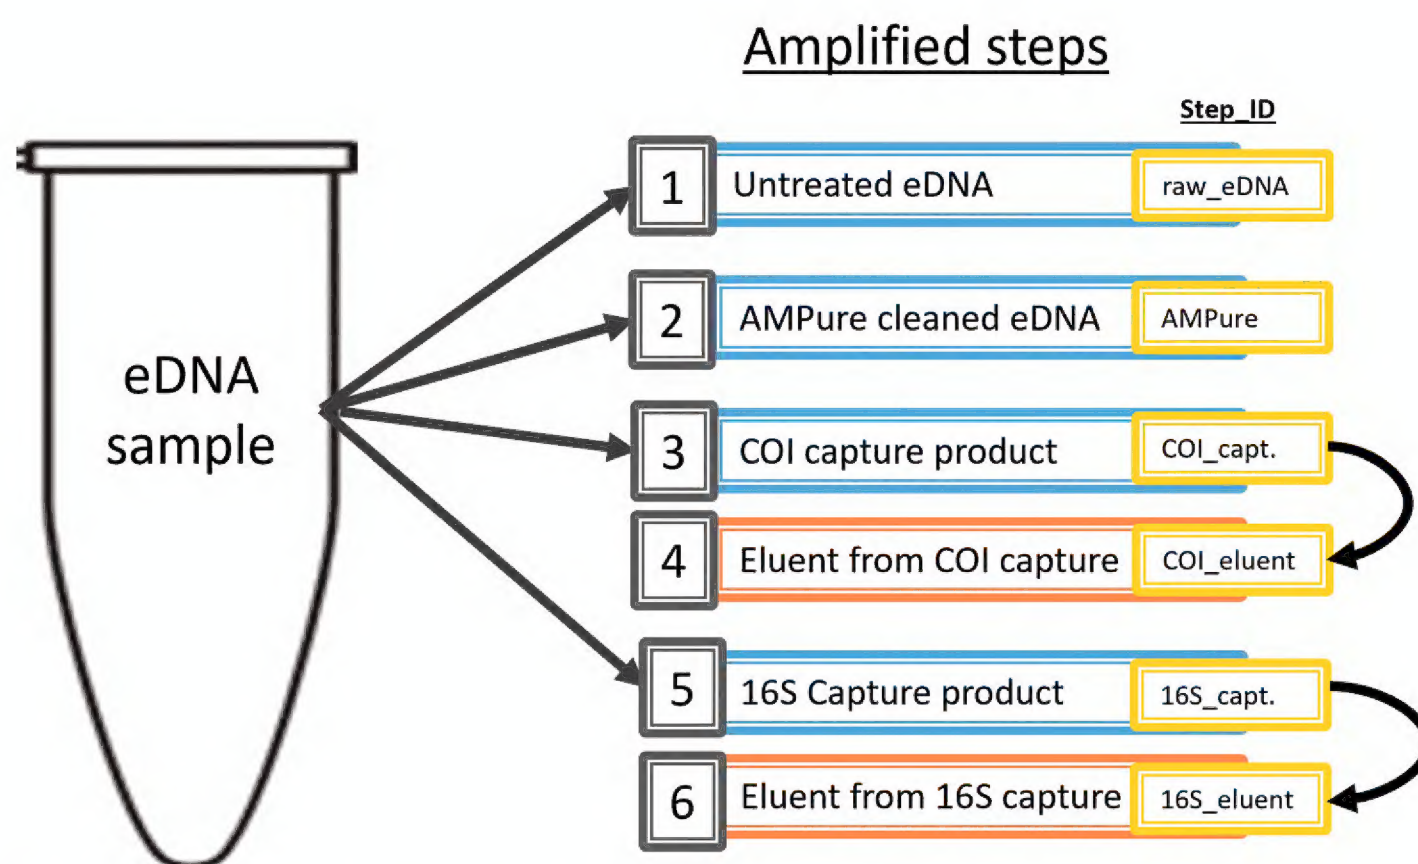 Amplified steps
Step_ID
eDNA
sample
1 Untreated eDNA raw_eDNA
2 AMPure cleaned eDNA AMPure
3 COI capture product COI_capt.
4 Eluent from COI capture COI_eluent
5 16S Capture product 16S_capt.
6 Eluent from 16S capture 16S_eluent